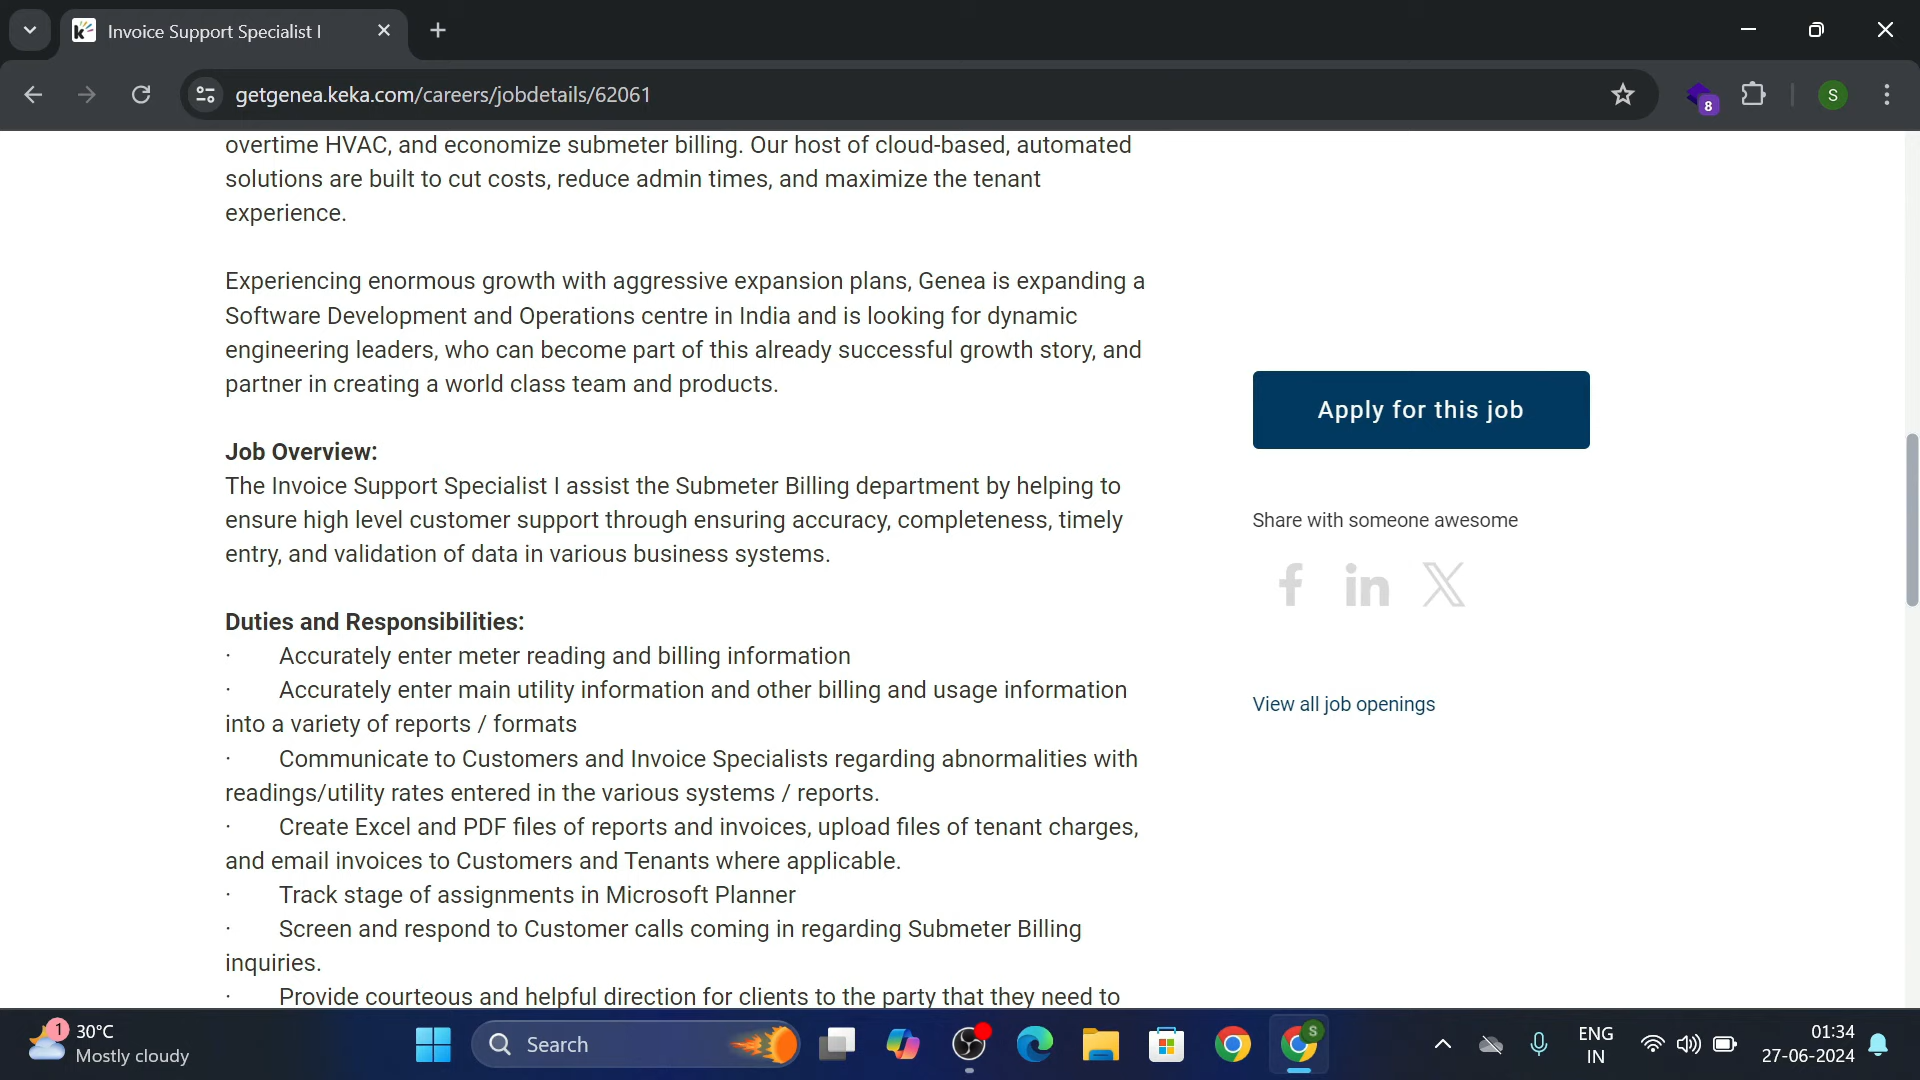 Invoice Support Specialist I
getgenea.keka.com/careers/jobdetails/62061
8
S
overtime HVAC, and economize submeter billing. Our host of cloud-based, automated
solutions are built to cut costs, reduce admin times, and maximize the tenant
experience.
Experiencing enormous growth with aggressive expansion plans, Genea is expanding a
Software Development and Operations centre in India and is looking for dynamic
engineering leaders, who can become part of this already successful growth story, and
partner in creating a world class team and products.
Job Overview:
The Invoice Support Specialist I assist the Submeter Billing department by helping to
ensure high level customer support through ensuring accuracy, completeness, timely
entry, and validation of data in various business systems.
Duties and Responsibilities:
· Accurately enter meter reading and billing information
· Accurately enter main utility information and other billing and usage information
into a variety of reports / formats
· Communicate to Customers and Invoice Specialists regarding abnormalities with
readings/utility rates entered in the various systems / reports.
· Create Excel and PDF files of reports and invoices, upload files of tenant charges,
and email invoices to Customers and Tenants where applicable.
· Track stage of assignments in Microsoft Planner
· Screen and respond to Customer calls coming in regarding Submeter Billing
inquiries.
· Provide courteous and helpful direction for clients to the party that they need to
Apply for this job
Share with someone awesome
View all job openings
1
30°C
Mostly cloudy
Search
S
ENG
IN
01:34
27-06-2024